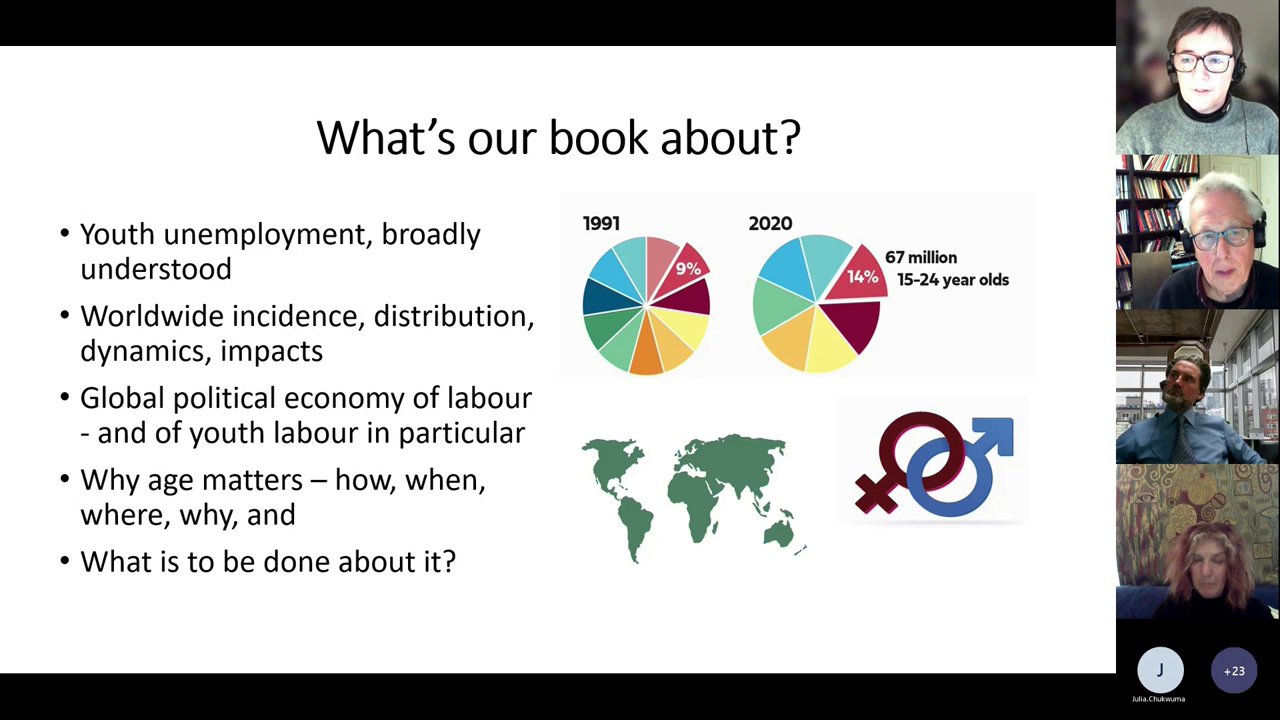 What's our book about?
• Youth unemployment, broadly
understood
• Worldwide incidence, distribution,
dynamics, impacts
• Global political economy of labour
- and of youth labour in particular
• Why age matters – how, when,
where, why, and
• What is to be done about it?
1991
9%
2020
14%
67 million
15-24 year olds
J
Julia.Chukwuma
+23